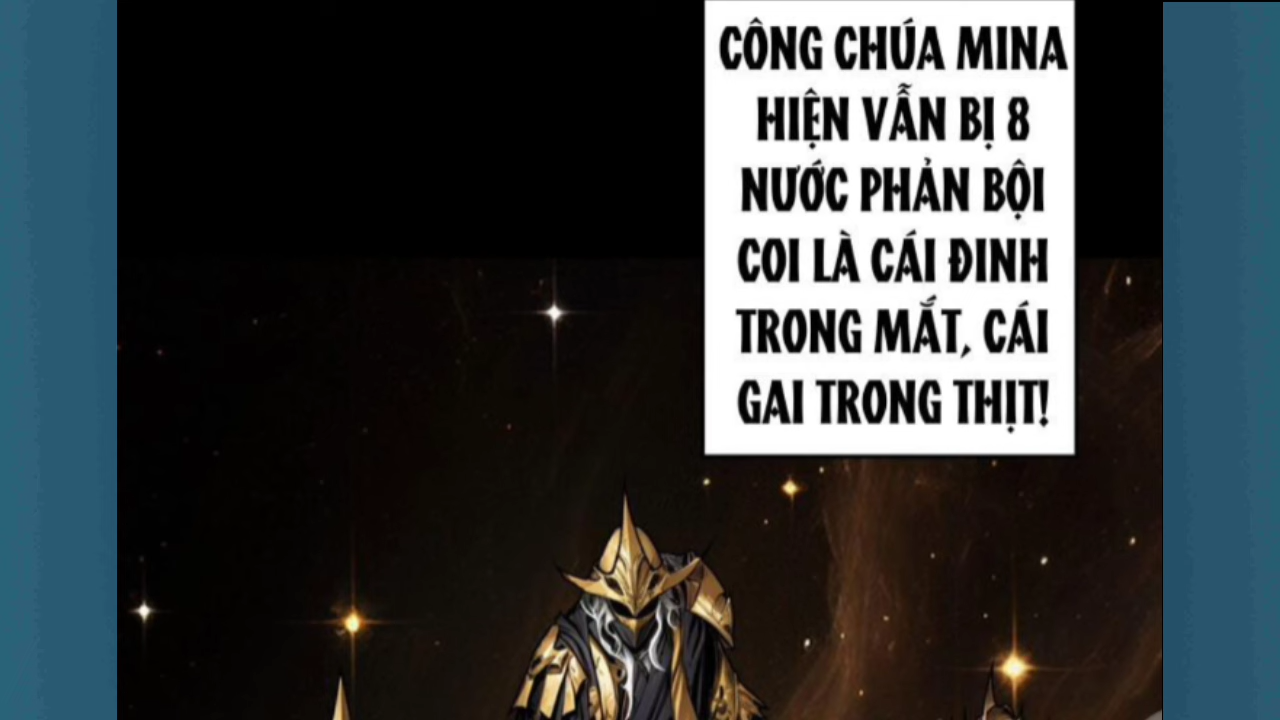 CÔNG CHÚA MINA
HIỆN VẪN BỊ 8
NƯỚC PHẢN BỘI
COI LÀ CÁI ĐINH
TRONG MẮT, CÁI
GAI TRONG THỊT!